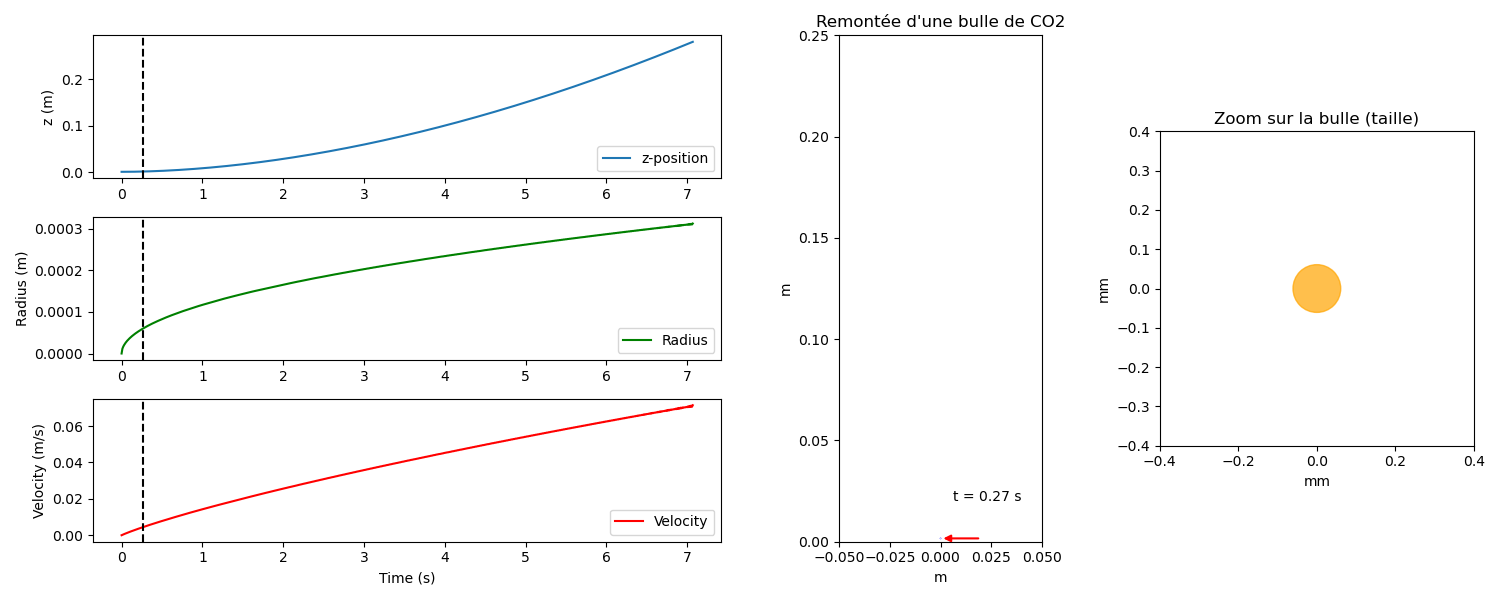 z (m)
0.2
0.1
0.0
z-position
0 1 2 3 4 5 6 7
Radius (m)
0.0003
0.0002
0.0001
0.0000
Radius
0 1 2 3 4 5 6 7
Velocity (m/s)
0.06
0.04
0.02
0.00
Velocity
0 1 2 3 4 5 6 7
Time (s)
Remontée d'une bulle de CO2
0.25
0.20
0.15
m
0.10
0.05
t = 0.27 s
0.00
−0.050 −0.025 0.000 0.025 0.050
m
Zoom sur la bulle (taille)
0.4
0.3
0.2
0.1
mm
0.0
−0.1
−0.2
−0.3
−0.4
−0.4 −0.2 0.0 0.2 0.4
mm